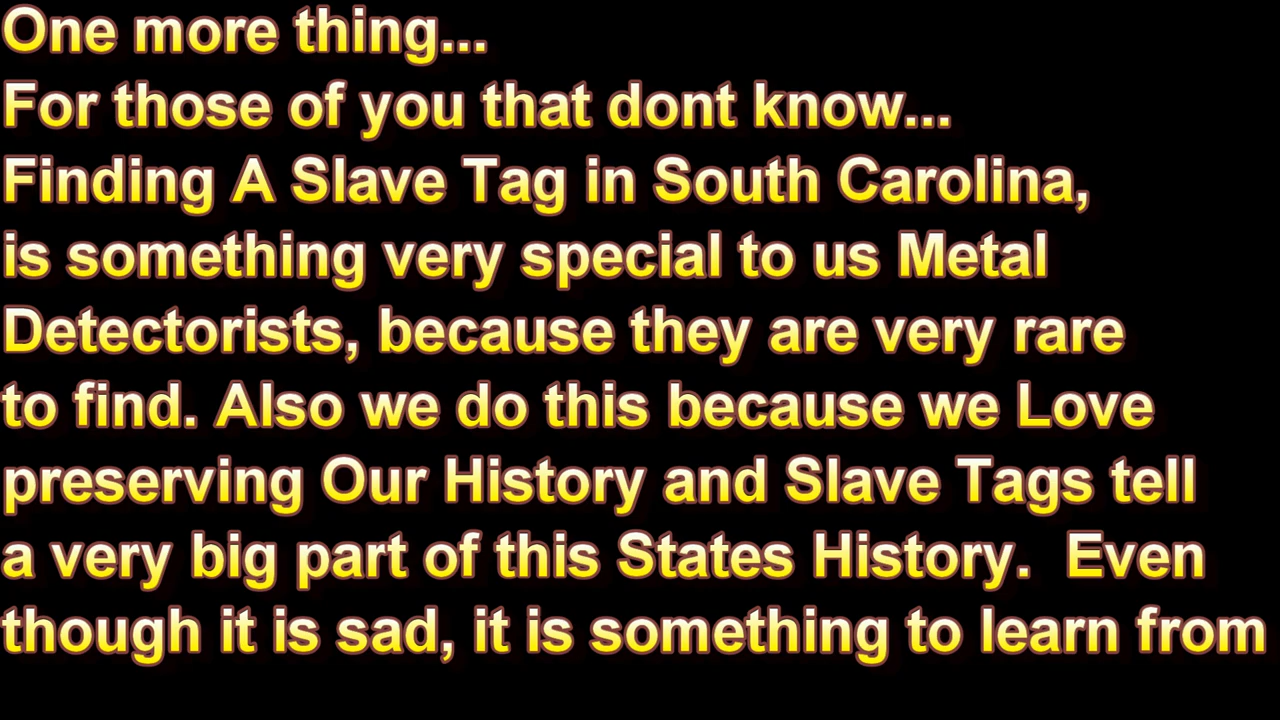 One more thing...
For those of you that dont know...
Finding A Slave Tag in South Carolina,
is something very special to us Metal
Detectorists, because they are very rare
to find. Also we do this because we Love
preserving Our History and Slave Tags tell
a very big part of this States History.  Even
though it is sad, it is something to learn from